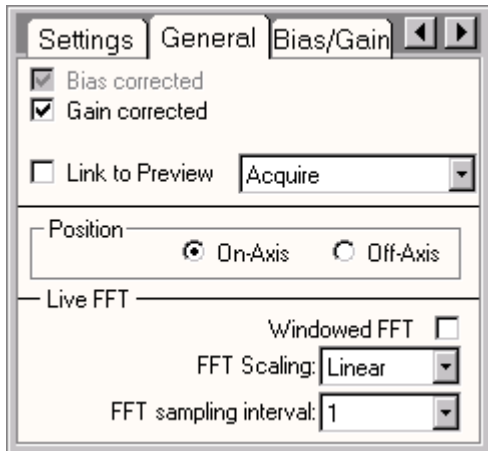 Settings General Bias/Gain
Bias corrected
Gain corrected
Link to Preview Acquire
Position
On-Axis Off-Axis
Live FFT
Windowed FFT
FFT Scaling: Linear
FFT sampling interval: 1